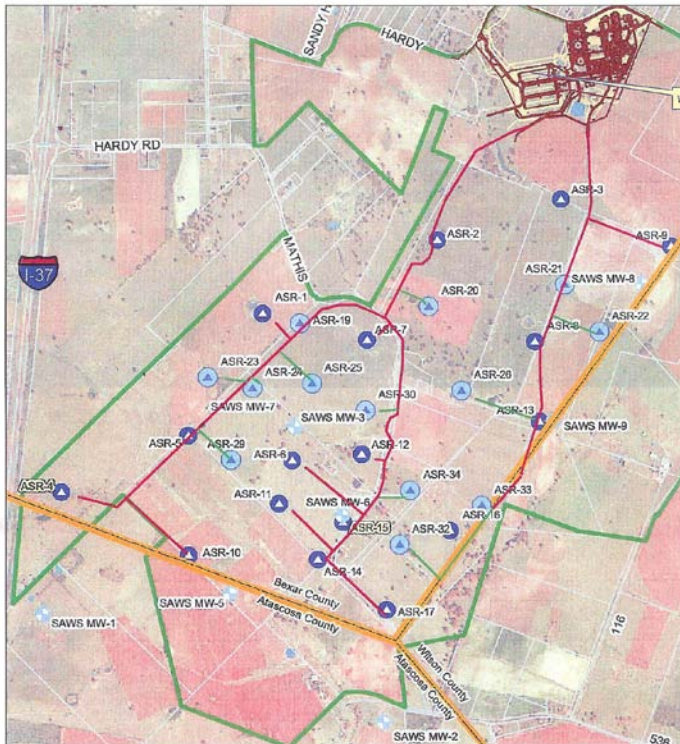 SANDY H
HARDY
HARDY RD
MATHIS
I-37
ASR-3
ASR-2
ASR-9
ASR-21
SAWS MW-8
ASR-1
ASR-20
ASR-19
ASR-22
ASR-7
ASR-8
ASR-23
ASR-24
ASR-25
ASR-26
SAWS MW-7
ASR-30
SAWS MW-3
ASR-13
SAWS MW-9
ASR-5
ASR-29
ASR-6
ASR-12
ASR-4
ASR-34
ASR-11
SAWS MW-6
ASR-33
ASR-16
ASR-15
ASR-32
ASR-10
ASR-14
Bexar County
Atascosa County
SAWS MW-5
ASR-17
SAWS MW-1
116
Wilson County
Atascosa County
SAWS MW-2
536